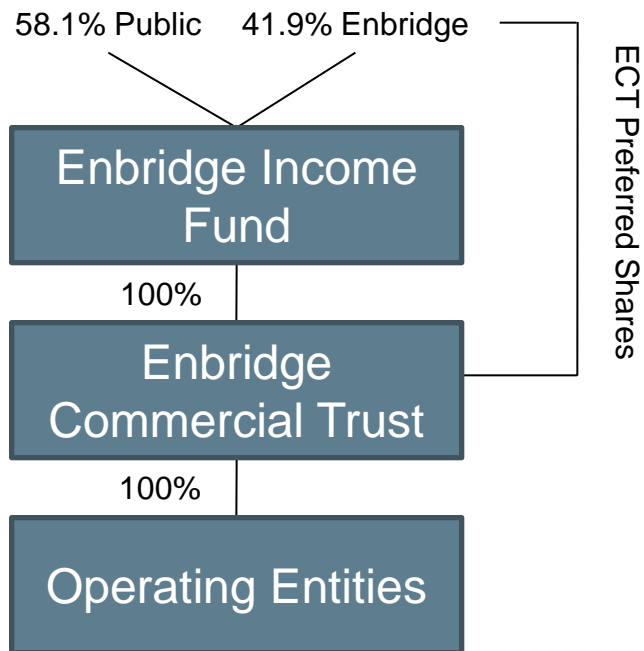 58.1% Public 41.9% Enbridge
ECT Preferred Shares
Enbridge Income
Fund
100%
Enbridge
Commercial Trust
100%
Operating Entities